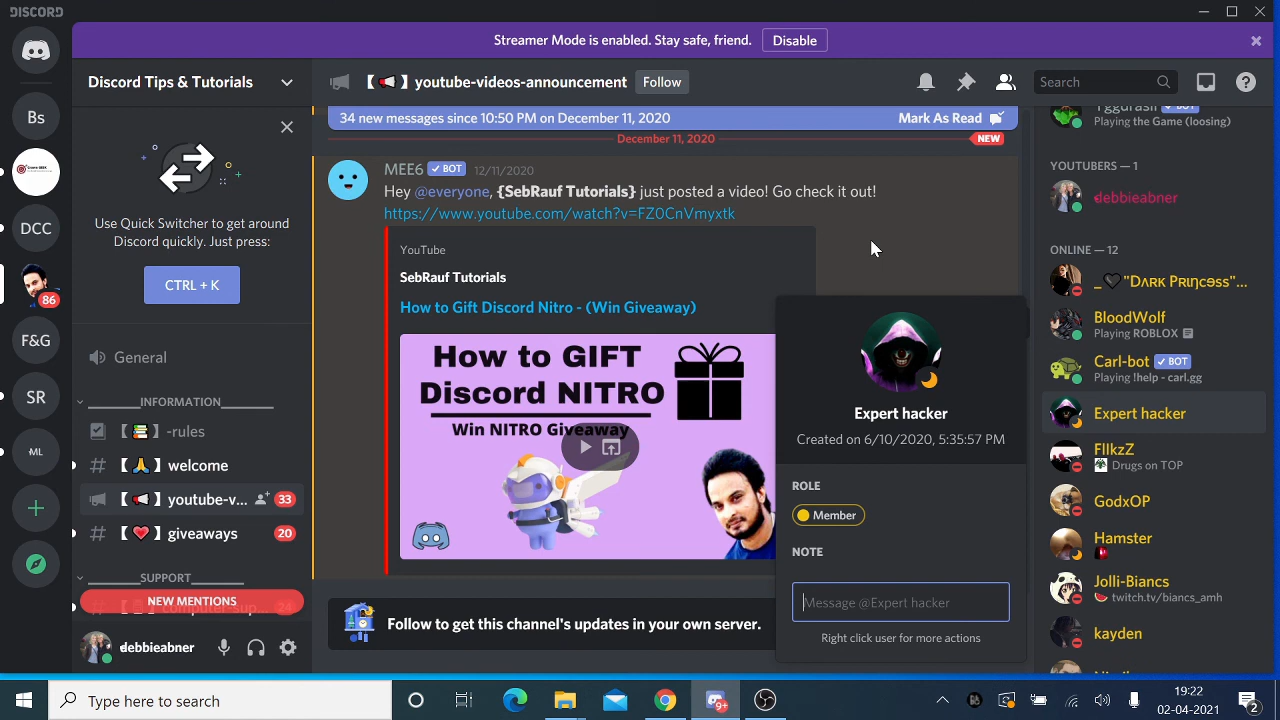 DISCORD
Streamer Mode is enabled. Stay safe, friend.
Disable
Discord Tips & Tutorials
【📢】youtube-videos-announcement
Follow
Search
Bs
DCC
86
F&G
SR
ML
Use Quick Switcher to get around
Discord quickly. Just press:
CTRL + K
General
INFORMATION
【📚】-rules
【🙏】welcome
【📢】youtube-v...
33
【❤️】giveaways
20
SUPPORT
NEW MENTIONS
debbieabner
34 new messages since 10:50 PM on December 11, 2020
Mark As Read
December 11, 2020
NEW
MEE6 ✓ BOT 12/11/2020
Hey @everyone, {SebRauf Tutorials} just posted a video! Go check it out!
https://www.youtube.com/watch?v=FZ0CnVmyxtk
YouTube
SebRauf Tutorials
How to Gift Discord Nitro - (Win Giveaway)
How to GIFT
Discord NITRO
Win NITRO Giveaway
Follow to get this channel's updates in your own server.
Expert hacker
Created on 6/10/2020, 5:35:57 PM
ROLE
Member
NOTE
Message @Expert hacker
Right click user for more actions
Playing the Game (loosing)
YOUTUBERS — 1
debbieabner
ONLINE — 12
_🖤"DΛRK PRIŊCɘSS"...
BloodWolf
Playing ROBLOX
Carl-bot ✓ BOT
Playing !help - carl.gg
Expert hacker
FlIkzZ
Drugs on TOP
GodxOP
Hamster
Jolli-Biancs
🍉 twitch.tv/biancs_amh
kayden
Type here to search
9+
19:22
02-04-2021
2